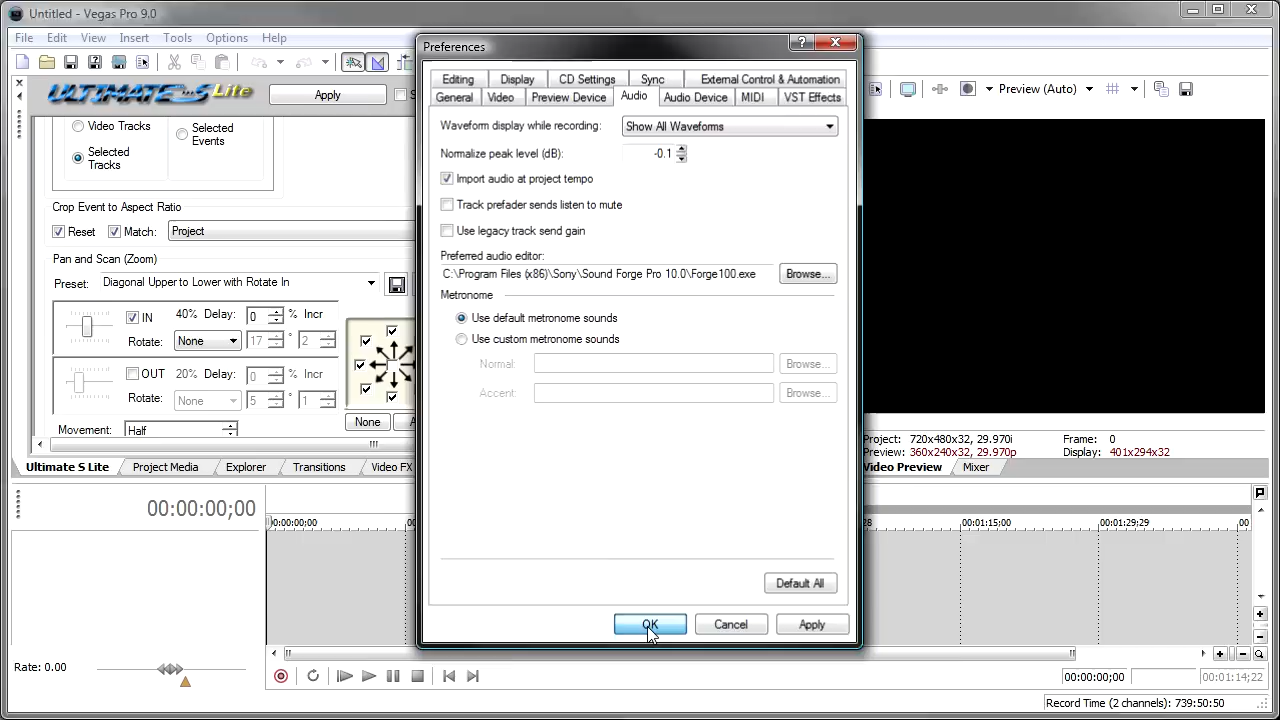 Untitled - Vegas Pro 9.0
File Edit View Insert Tools Options Help
ULTIMATE S Lite
Apply
S
Video Tracks
Selected Tracks
Selected Events
Crop Event to Aspect Ratio
Reset Match: Project
Pan and Scan (Zoom)
Preset: Diagonal Upper to Lower with Rotate In
IN 40% Delay: 0 % Incr
Rotate: None 17 ° 2
OUT 20% Delay: 0 % Incr
Rotate: None 5 ° 1
None A
Movement: Half
Ultimate S Lite Project Media Explorer Transitions Video FX
Preferences
Editing Display CD Settings Sync External Control & Automation
General Video Preview Device Audio Audio Device MIDI VST Effects
Waveform display while recording: Show All Waveforms
Normalize peak level (dB): -0.1
Import audio at project tempo
Track prefader sends listen to mute
Use legacy track send gain
Preferred audio editor:
C:\Program Files (x86)\Sony\Sound Forge Pro 10.0\Forge100.exe Browse...
Metronome
Use default metronome sounds
Use custom metronome sounds
Normal: Browse...
Accent: Browse...
Default All
OK Cancel Apply
Preview (Auto)
Project: 720x480x32, 29.970i Frame: 0
Preview: 360x240x32, 29.970p Display: 401x294x32
Video Preview Mixer
00:00:00;00
00:00:00;00 00 28 00:01:15;00 00:01:29;29 00
Rate: 0.00
00:00:00;00 00:01:14;22
Record Time (2 channels): 739:50:50